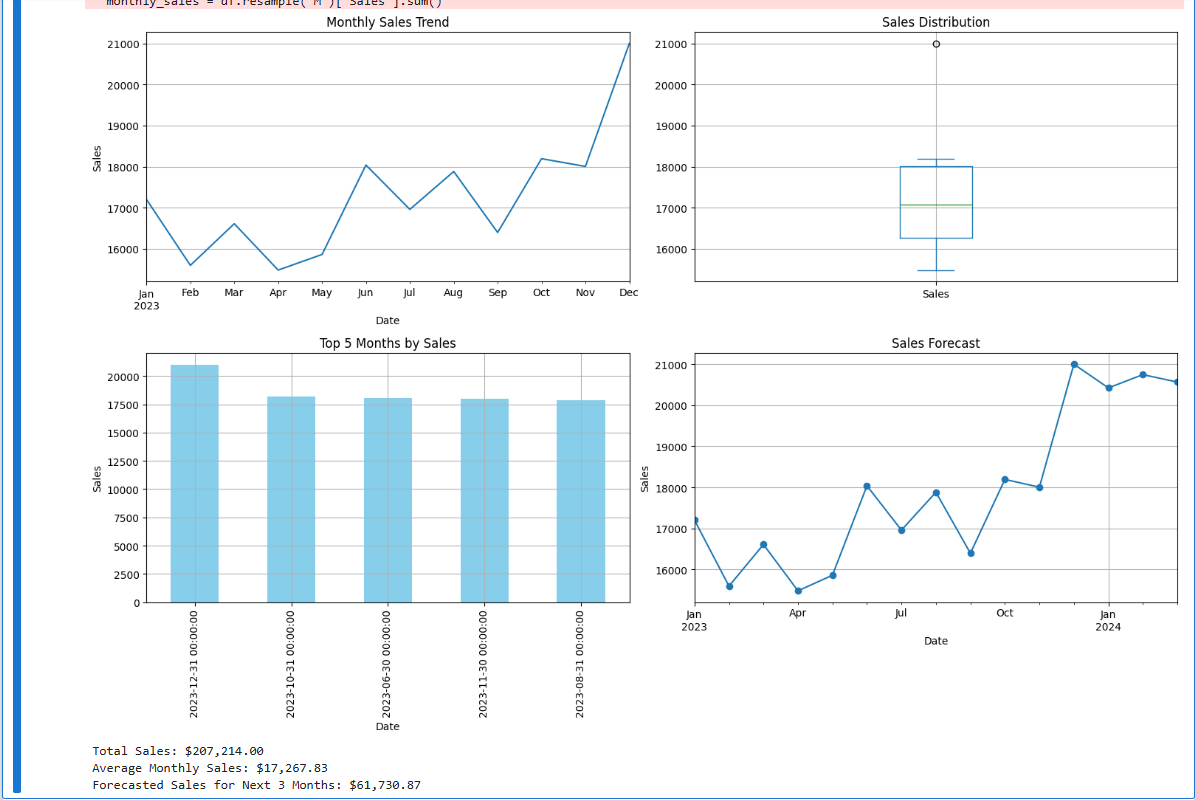 monthly_sales = df.resample('M')['Sales'].sum()
Monthly Sales Trend
21000
20000
19000
18000
17000
16000
Sales
Jan Feb Mar Apr May Jun Jul Aug Sep Oct Nov Dec
2023
Date
Sales Distribution
21000
20000
19000
18000
17000
16000
Sales
Top 5 Months by Sales
20000
17500
15000
12500
10000
7500
5000
2500
0
Sales
2023-12-31 00:00:00
2023-10-31 00:00:00
2023-06-30 00:00:00
2023-11-30 00:00:00
2023-08-31 00:00:00
Date
Sales Forecast
21000
20000
19000
18000
17000
16000
Sales
Jan Apr Jul Oct Jan
2023 2024
Date
Total Sales: $207,214.00
Average Monthly Sales: $17,267.83
Forecasted Sales for Next 3 Months: $61,730.87